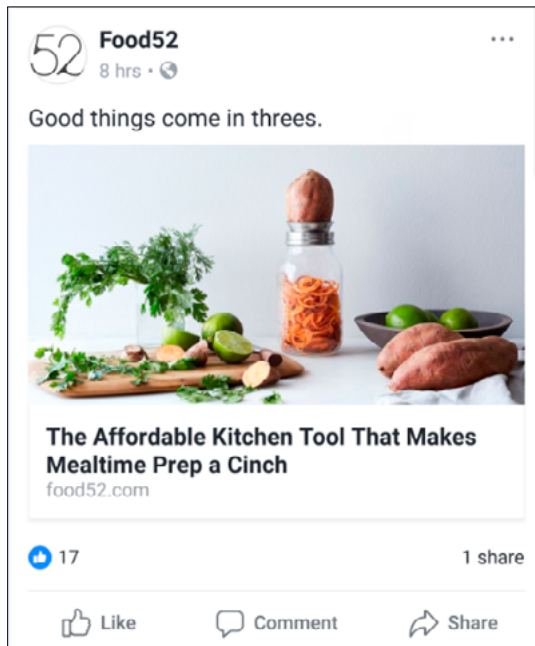 52
Food52
8 hrs •
...
Good things come in threes.
The Affordable Kitchen Tool That Makes
Mealtime Prep a Cinch
food52.com
17
1 share
Like
Comment
Share